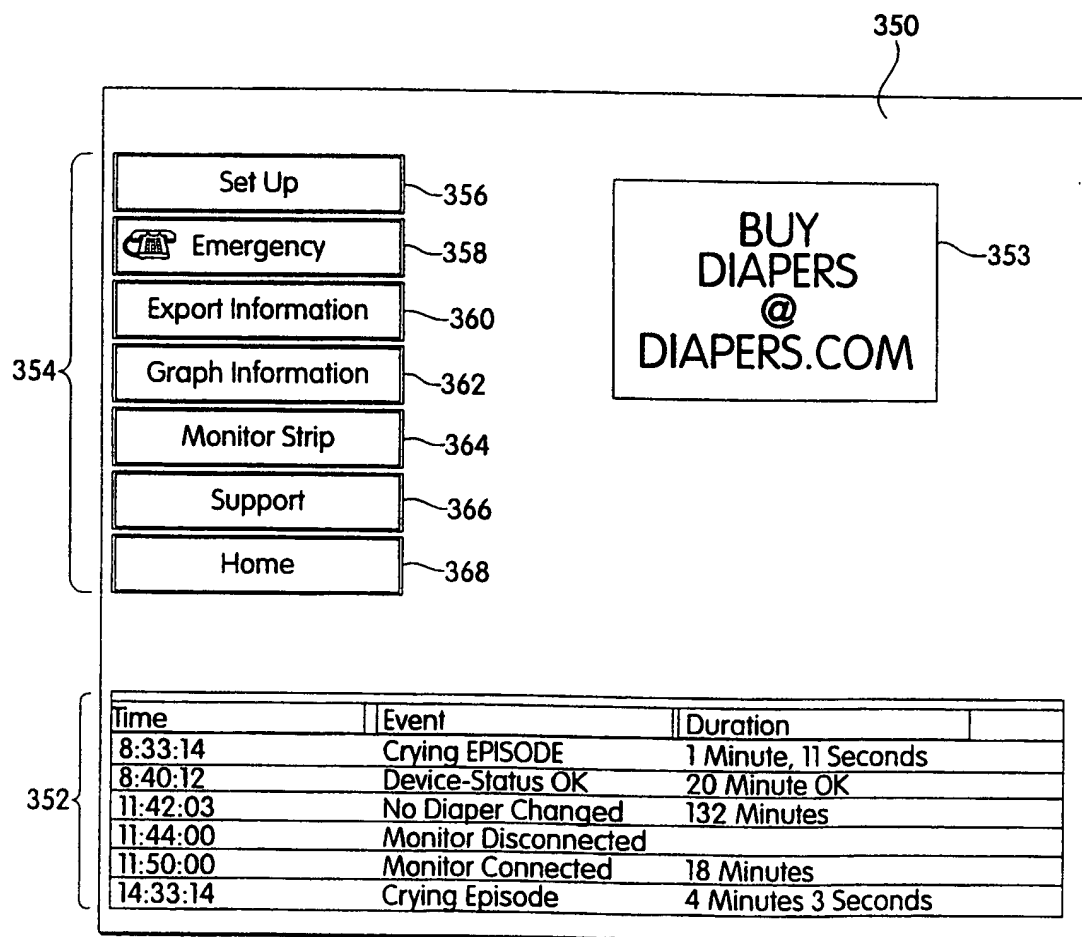 350
Set Up
356
Emergency
358
Export Information
360
Graph Information
362
Monitor Strip
364
Support
366
Home
368
354
BUY
DIAPERS
@
DIAPERS.COM
353
352
Time Event Duration
8:33:14 Crying EPISODE 1 Minute, 11 Seconds
8:40:12 Device-Status OK 20 Minute OK
11:42:03 No Diaper Changed 132 Minutes
11:44:00 Monitor Disconnected
11:50:00 Monitor Connected 18 Minutes
14:33:14 Crying Episode 4 Minutes 3 Seconds